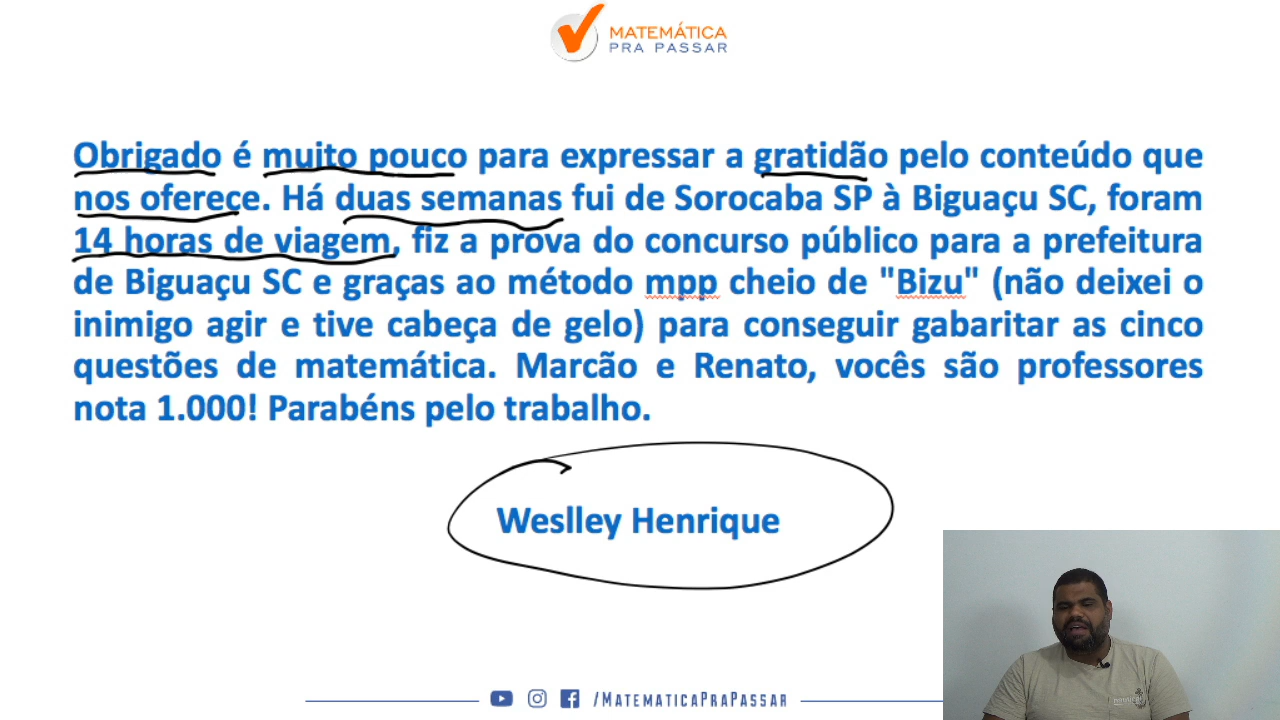 MATEMÁTICA
PRA PASSAR
Obrigado é muito pouco para expressar a gratidão pelo conteúdo que
nos oferece. Há duas semanas fui de Sorocaba SP à Biguaçu SC, foram
14 horas de viagem, fiz a prova do concurso público para a prefeitura
de Biguaçu SC e graças ao método mpp cheio de "Bizu" (não deixei o
inimigo agir e tive cabeça de gelo) para conseguir gabaritar as cinco
questões de matemática. Marcão e Renato, vocês são professores
nota 1.000! Parabéns pelo trabalho.
Weslley Henrique
/MATEMATICAPRAPASSAR